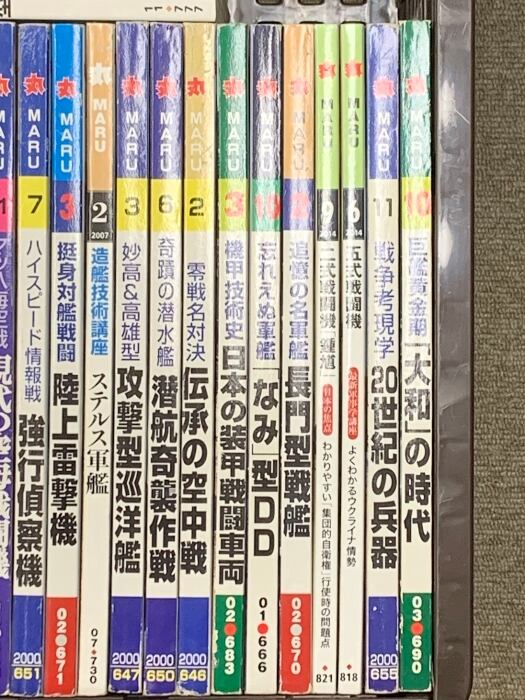 11◆777
MARU
現代の
2000
MARU
7
ハイスピード情報戦
強行偵察機
2000
651
丸
MARU
3
挺身対艦戦闘
陸上雷撃機
02●671
丸
MARU
2
2007
造艦技術講座
ステルス軍艦
07◆730
丸
MARU
3
妙高&高雄型
攻撃型巡洋艦
2000
647
丸
MARU
6
奇蹟の潜水艦
潜航奇襲作戦
2000
650
丸
MARU
2
零戦名対決
伝承の空中戦
2000
646
丸
MARU
3
機甲技術史
日本の装甲戦闘車両
02●683
丸
MARU
10
忘れえぬ軍艦
「なみ」型DD
01●666
丸
MARU
追憶の名軍艦
長門型戦艦
02●670
丸
MARU
9
2014
二式戦闘機「鍾馗」
日本の焦点
わかりやすい「集団的自衛権」行使時の問題点
◆821
丸
MARU
6
2014
五式戦闘機
最新軍事学講座
よくわかるウクライナ情勢
◆818
丸
MARU
11
戦争考現学
20世紀の兵器
2000
655
丸
MARU
10
巨艦黄金期
「大和」の時代
03●690